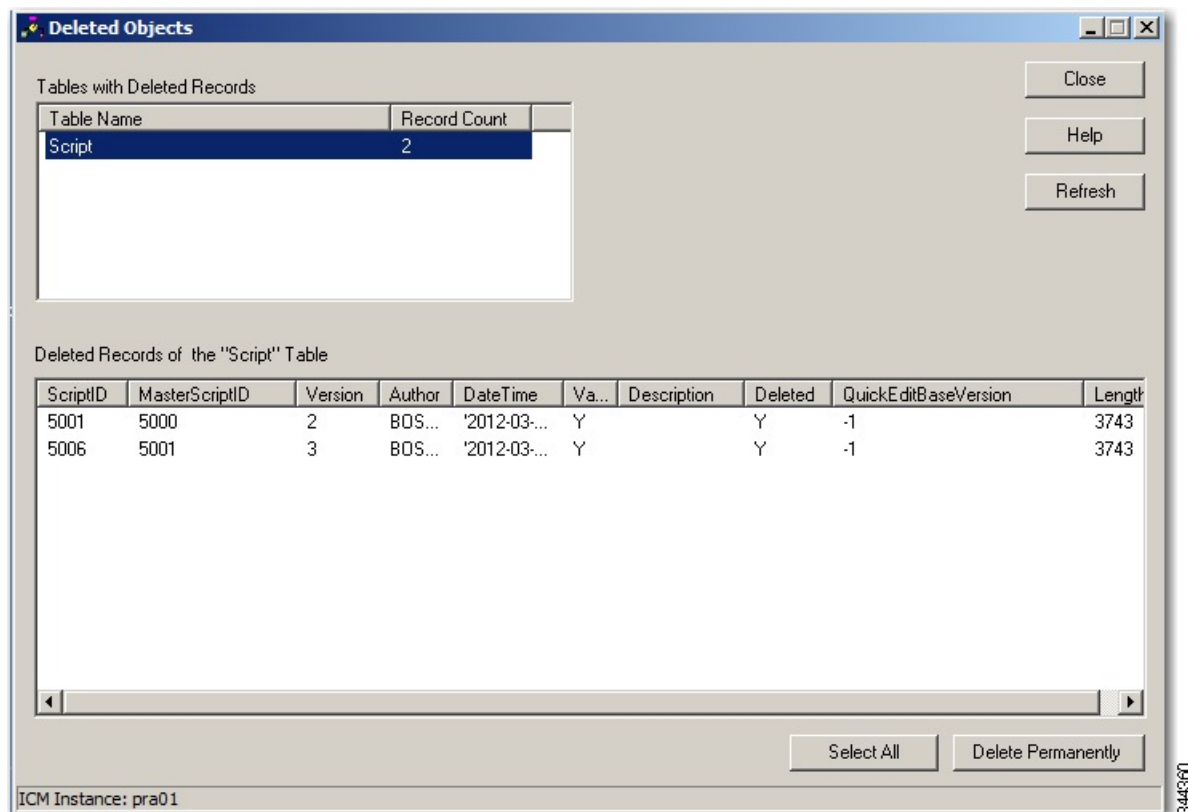 Deleted Objects
Tables with Deleted Records
Close
Table Name Record Count
Script 2
Help
Refresh
Deleted Records of the "Script" Table
ScriptID MasterScriptID Version Author DateTime Va... Description Deleted QuickEditBaseVersion Length
5001 5000 2 BOS... '2012-03-... Y Y -1 3743
5006 5001 3 BOS... '2012-03-... Y Y -1 3743
Select All Delete Permanently
ICM Instance: pra01
344360